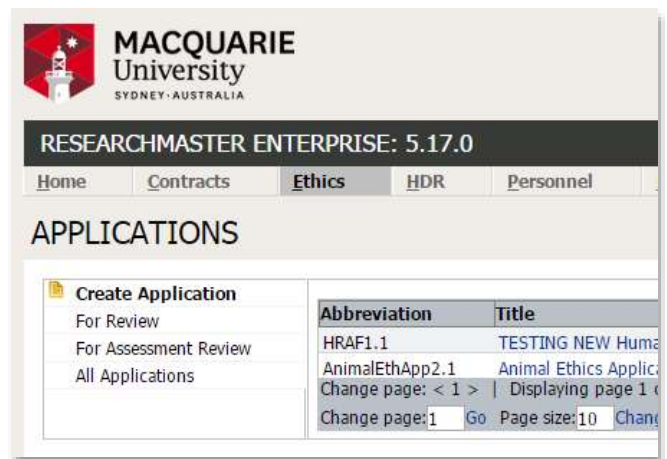 MACQUARIE
University
SYDNEY·AUSTRALIA
RESEARCHMASTER ENTERPRISE: 5.17.0
Home Contracts Ethics HDR Personnel
APPLICATIONS
Create Application
For Review
For Assessment Review
All Applications
Abbreviation Title
HRAF1.1 TESTING NEW Huma
AnimalEthApp2.1 Animal Ethics Applic
Change page: < 1 > | Displaying page 1
Change page: 1 Go Page size: 10 Chang